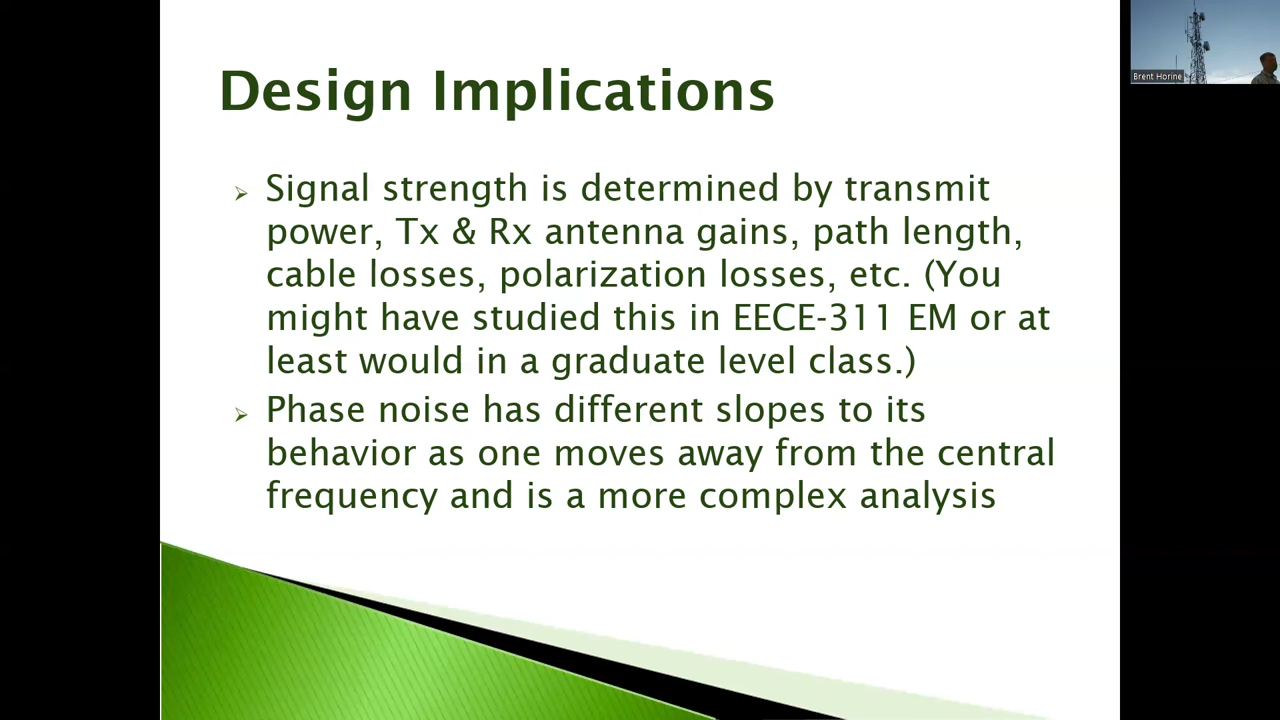 Design Implications
Signal strength is determined by transmit
power, Tx & Rx antenna gains, path length,
cable losses, polarization losses, etc. (You
might have studied this in EECE-311 EM or at
least would in a graduate level class.)
Phase noise has different slopes to its
behavior as one moves away from the central
frequency and is a more complex analysis
Brent Horine